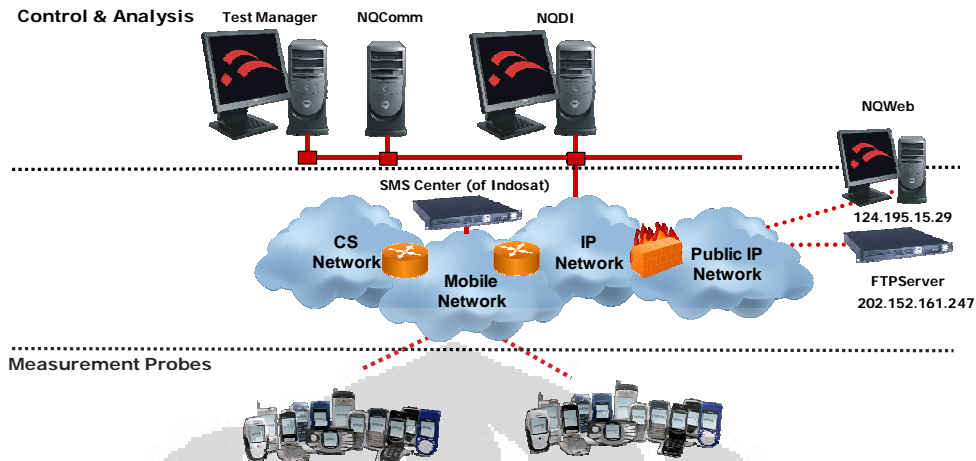 Control & Analysis
Test Manager
NQComm
NQDI
NQWeb
SMS Center (of Indosat)
124.195.15.29
CS
Network
IP
Network
Public IP
Network
Mobile
Network
FTPServer
202.152.161.247
Measurement Probes